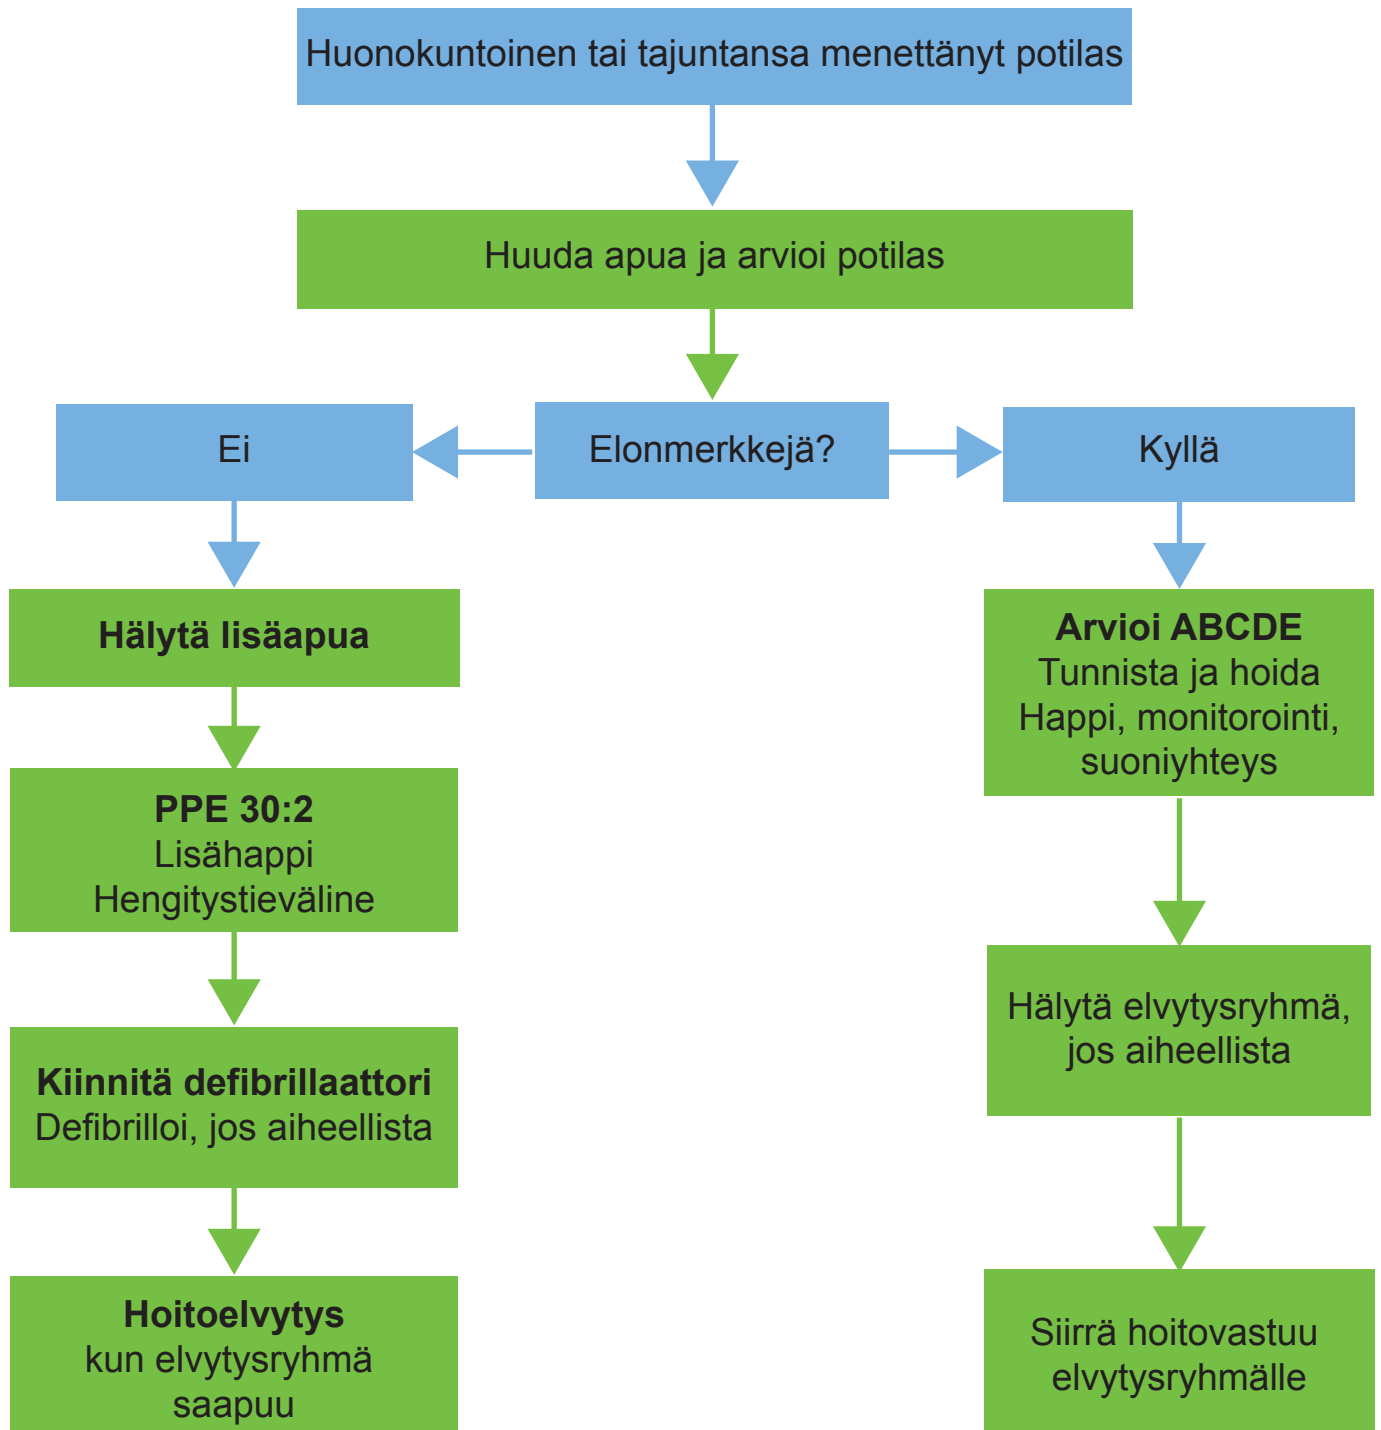 Huonokuntoinen tai tajuntansa menettänyt potilas
Huuda apua ja arvioi potilas
Ei
Elonmerkkejä?
Kyllä
Hälytä lisäapua
PPE 30:2
Lisähappi
Hengitystieväline
Kiinnitä defibrillaattori
Defibrilloi, jos aiheellista
Hoitoelvytys
kun elvytysryhmä
saapuu
Arvioi ABCDE
Tunnista ja hoida
Happi, monitorointi,
suoniyhteys
Hälytä elvytysryhmä,
jos aiheellista
Siirrä hoitovastuu
elvytysryhmälle